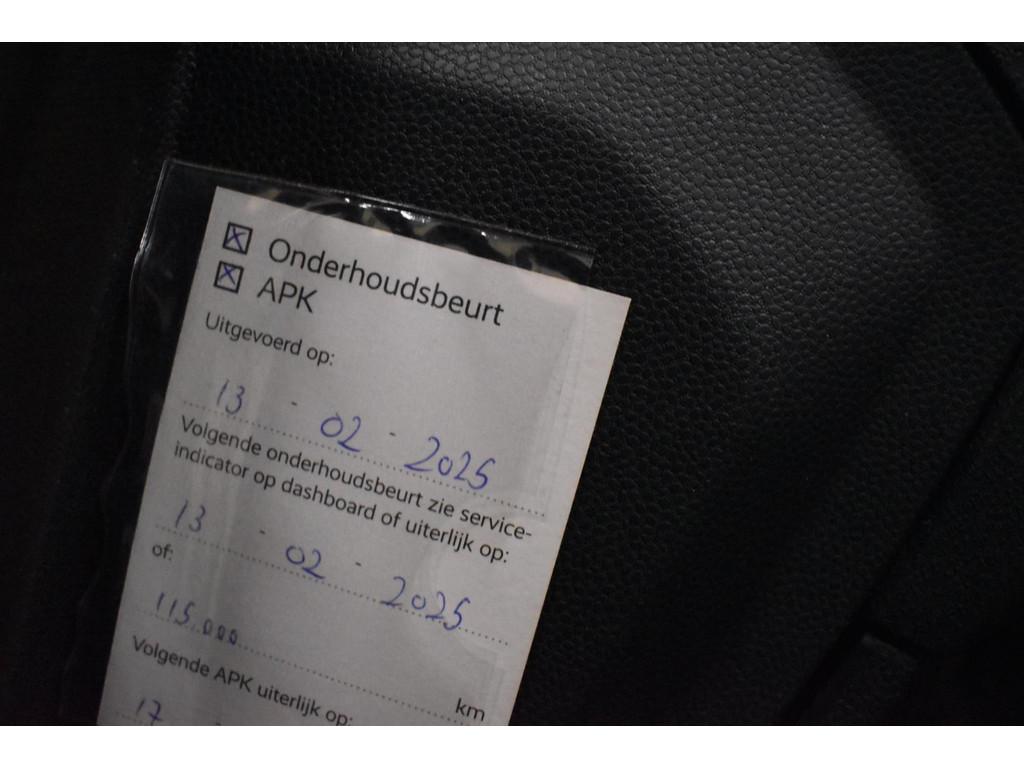 ☒ Onderhoudsbeurt
☒ APK
Uitgevoerd op:
13 - 02 - 2025
Volgende onderhoudsbeurt zie service-
indicator op dashboard of uiterlijk op:
13 - 02 - 2025
of:
115.000 km
Volgende APK uiterlijk op:
17